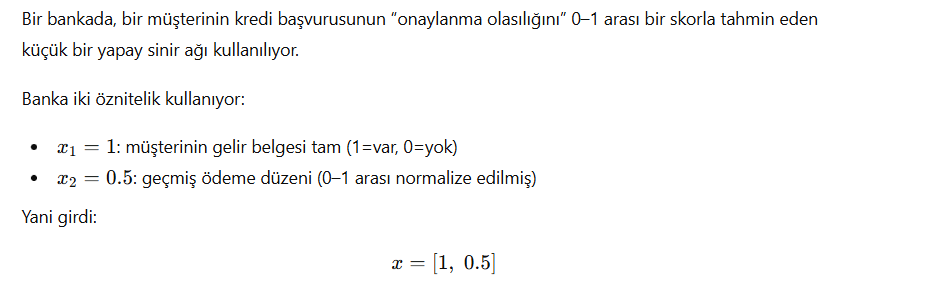 Bir bankada, bir müşterinin kredi başvurusunun “onaylanma olasılığını” 0–1 arası bir skorla tahmin eden
küçük bir yapay sinir ağı kullanılıyor.
Banka iki öznitelik kullanıyor:
• x₁ = 1: müşterinin gelir belgesi tam (1=var, 0=yok)
• x₂ = 0.5: geçmiş ödeme düzeni (0–1 arası normalize edilmiş)
Yani girdi:
x = [1, 0.5]